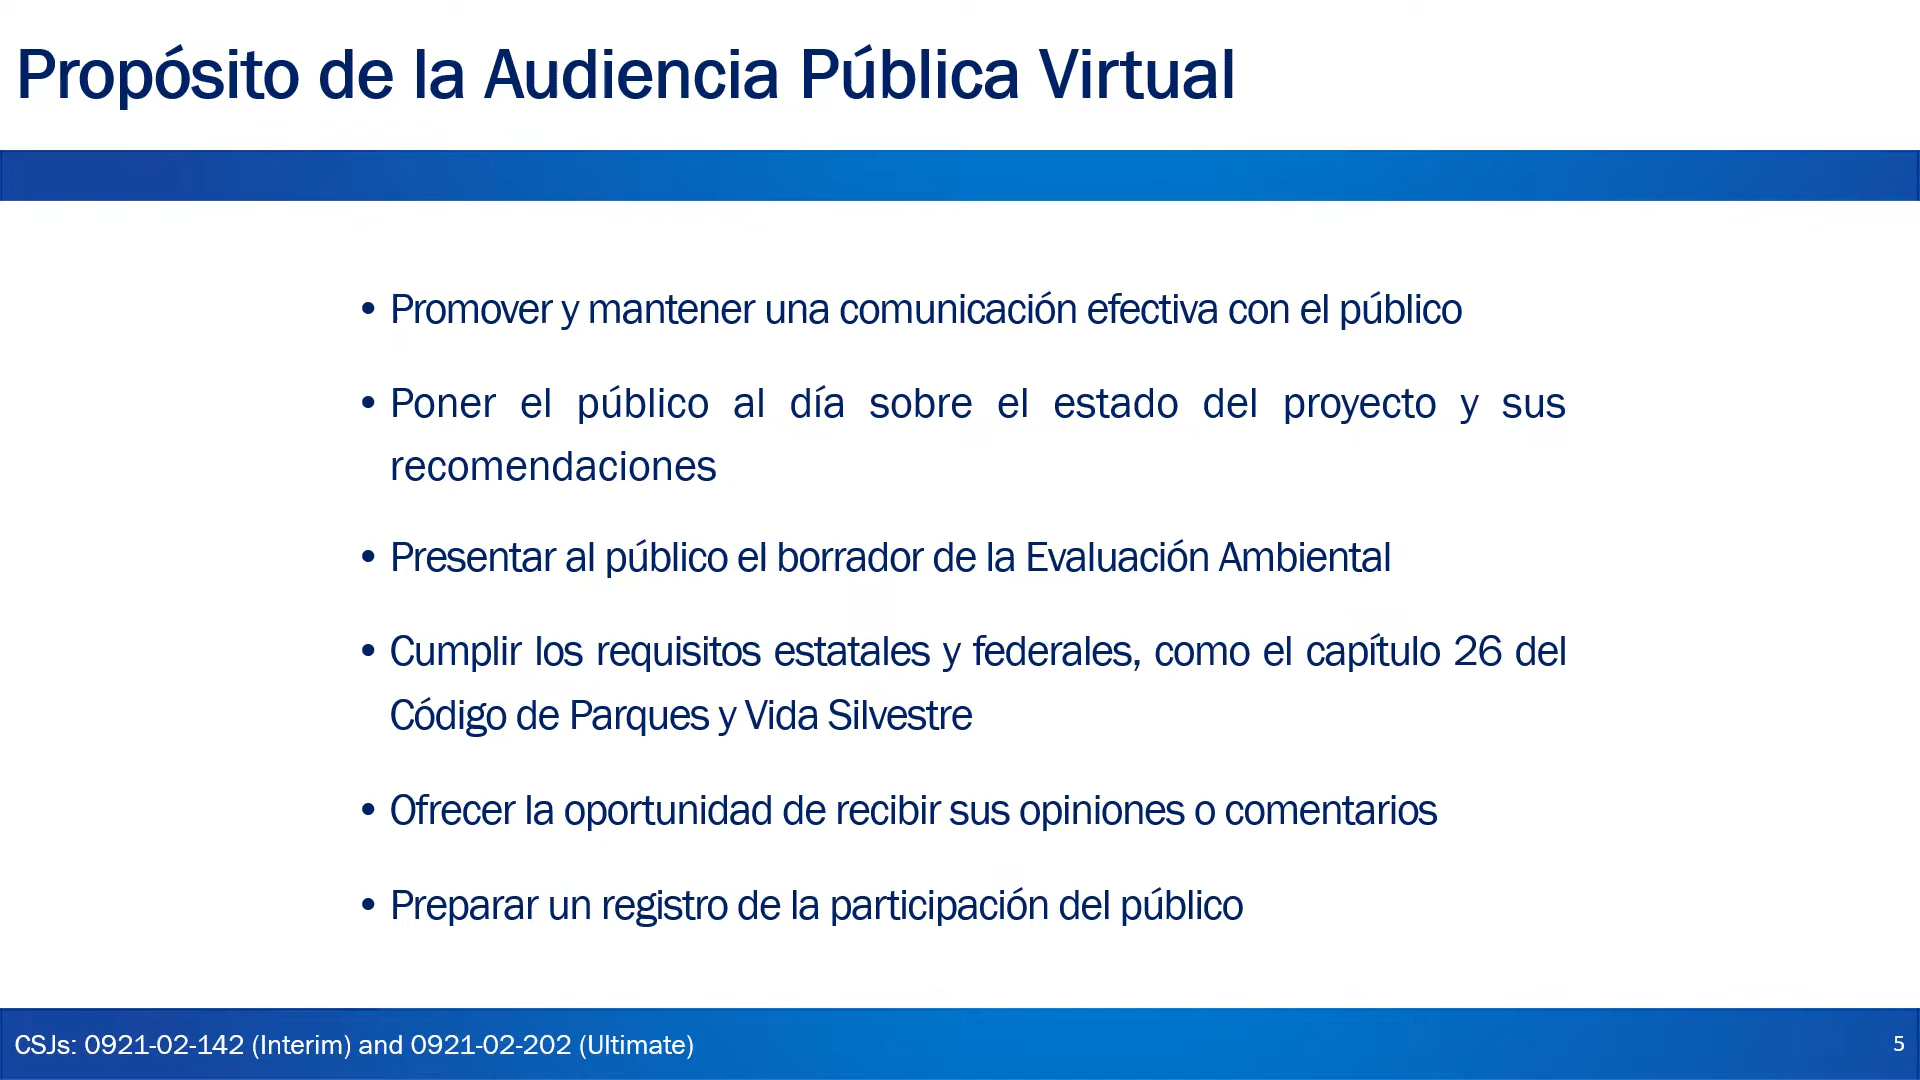 Propósito de la Audiencia Pública Virtual
• Promover y mantener una comunicación efectiva con el público
• Poner el público al día sobre el estado del proyecto y sus
recomendaciones
• Presentar al público el borrador de la Evaluación Ambiental
• Cumplir los requisitos estatales y federales, como el capítulo 26 del
Código de Parques y Vida Silvestre
• Ofrecer la oportunidad de recibir sus opiniones o comentarios
• Preparar un registro de la participación del público
CSJs: 0921-02-142 (Interim) and 0921-02-202 (Ultimate)
5